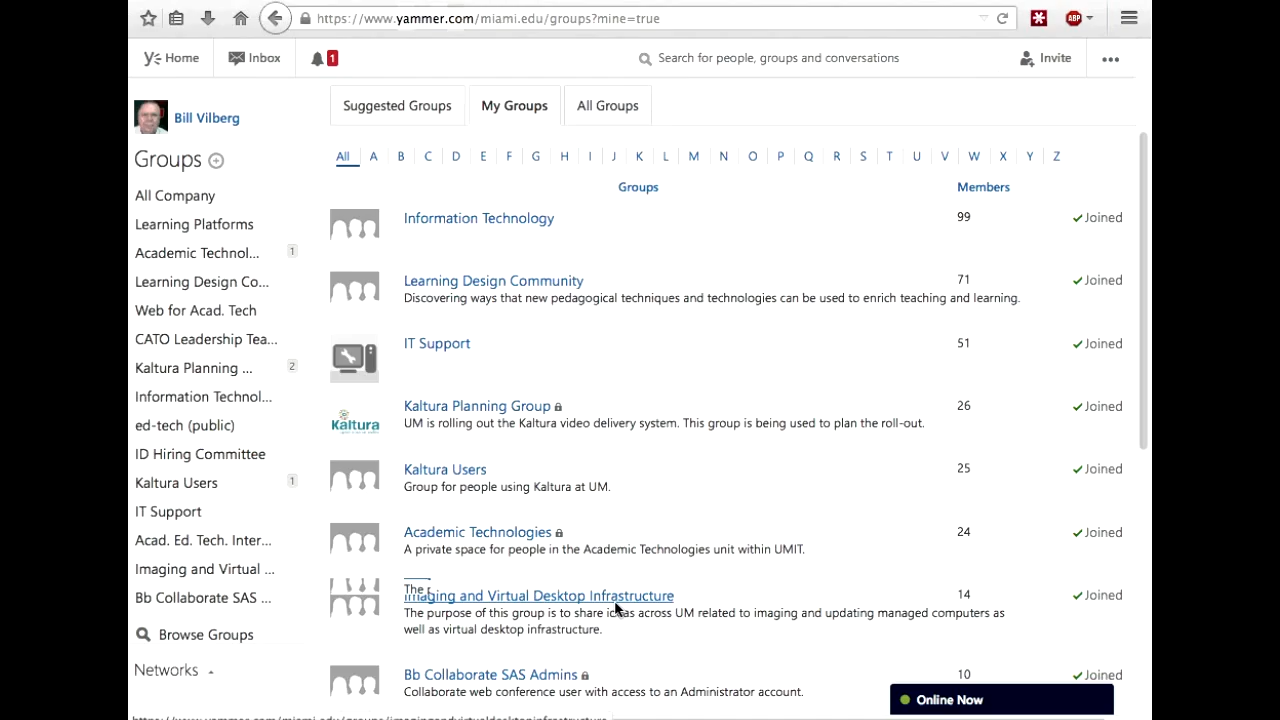 https://www.yammer.com/miami.edu/groups?mine=true
ABP
y Home
Inbox
1
Search for people, groups and conversations
Invite
Bill Vilberg
Groups
All Company
Learning Platforms
Academic Technol... 1
Learning Design Co...
Web for Acad. Tech
CATO Leadership Tea...
Kaltura Planning ... 2
Information Technol...
ed-tech (public)
ID Hiring Committee
Kaltura Users 1
IT Support
Acad. Ed. Tech. Inter...
Imaging and Virtual ...
Bb Collaborate SAS ...
Browse Groups
Networks
Suggested Groups My Groups All Groups
All A B C D E F G H I J K L M N O P Q R S T U V W X Y Z
Groups Members
Information Technology 99 Joined
Learning Design Community 71 Joined
Discovering ways that new pedagogical techniques and technologies can be used to enrich teaching and learning.
IT Support 51 Joined
Kaltura Planning Group 26 Joined
Kaltura
UM is rolling out the Kaltura video delivery system. This group is being used to plan the roll-out.
Kaltura Users 25 Joined
Group for people using Kaltura at UM.
Academic Technologies 24 Joined
A private space for people in the Academic Technologies unit within UMIT.
The
Imaging and Virtual Desktop Infrastructure 14 Joined
The purpose of this group is to share ideas across UM related to imaging and updating managed computers as
well as virtual desktop infrastructure.
Bb Collaborate SAS Admins 10 Joined
Collaborate web conference user with access to an Administrator account.
Online Now